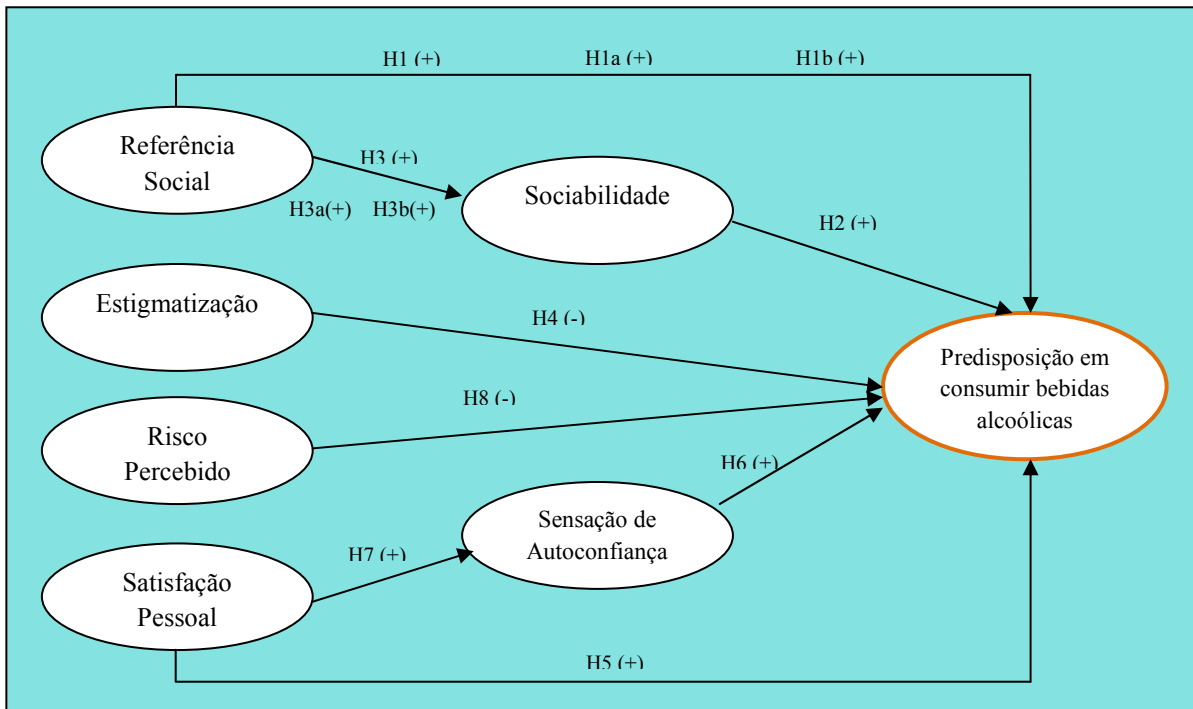 H1 (+) H1a (+) H1b (+)
Referência
Social
H3 (+)
H3a(+) H3b(+)
Sociabilidade
H2 (+)
Estigmatização
H4 (-)
Predisposição em
consumir bebidas
alcoólicas
H8 (-)
Risco
Percebido
H6 (+)
Sensação de
Autoconfiança
H7 (+)
Satisfação
Pessoal
H5 (+)